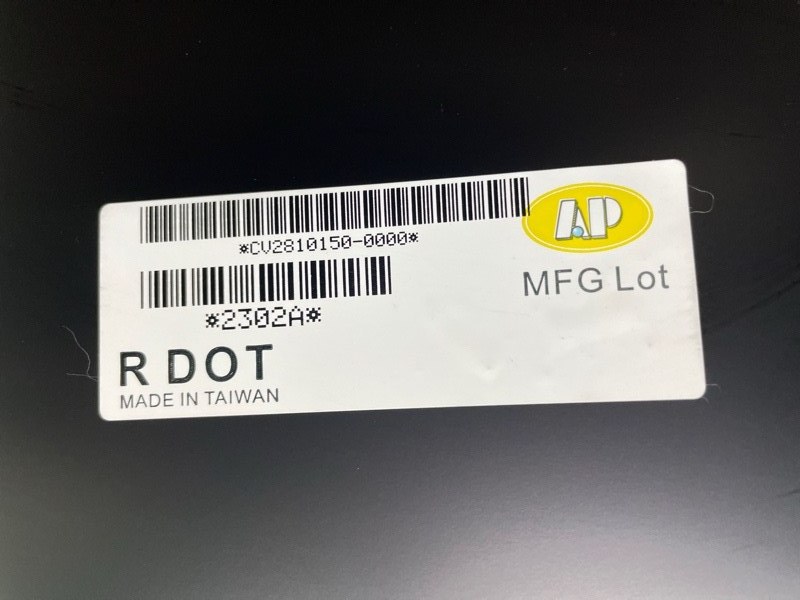 *CV2810150-0000*
AP
MFG Lot
*2302A*
R DOT
MADE IN TAIWAN